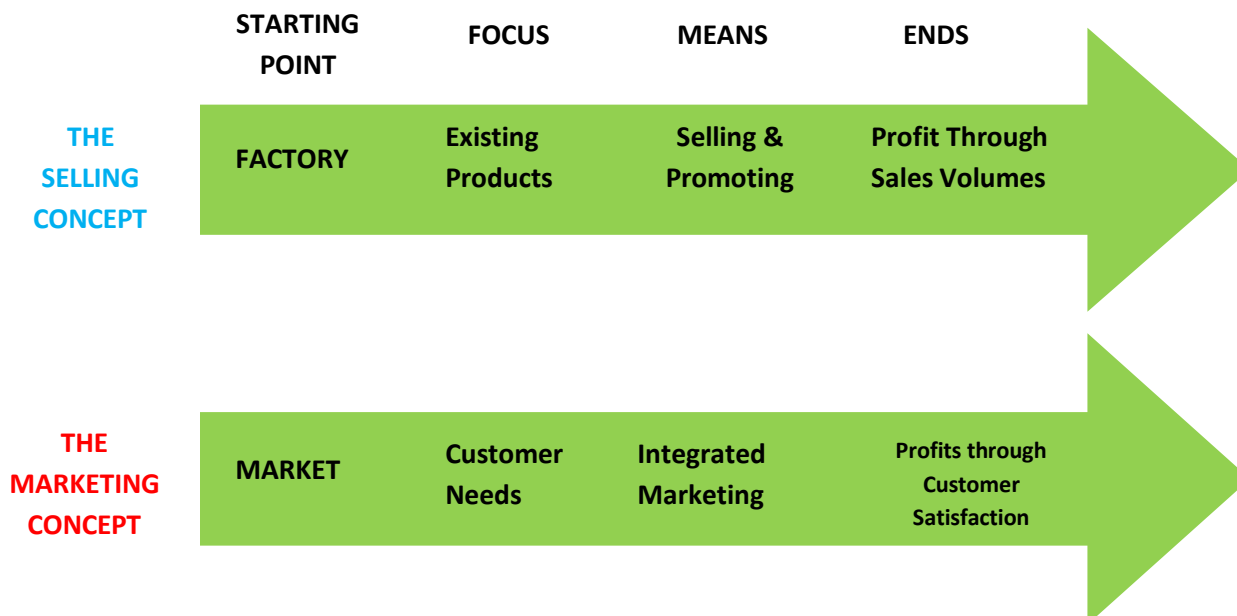 STARTING
POINT
FOCUS
MEANS
ENDS
THE
SELLING
CONCEPT
FACTORY
Existing
Products
Selling &
Promoting
Profit Through
Sales Volumes
THE
MARKETING
CONCEPT
MARKET
Customer
Needs
Integrated
Marketing
Profits through
Customer
Satisfaction